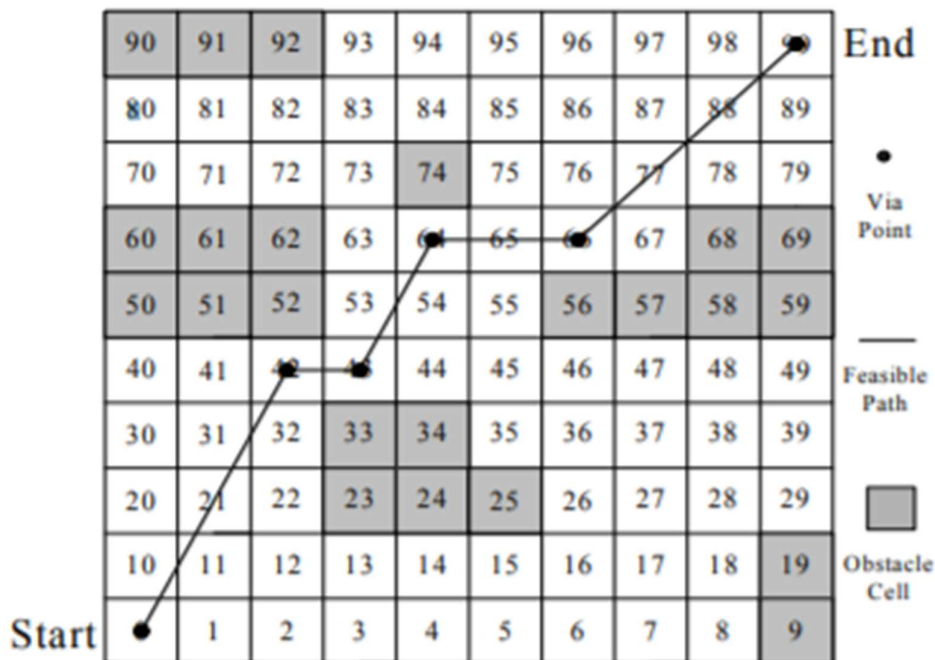 90 91 92 93 94 95 96 97 98 99 End
80 81 82 83 84 85 86 87 88 89
70 71 72 73 74 75 76 77 78 79
Via
Point
60 61 62 63 64 65 66 67 68 69
50 51 52 53 54 55 56 57 58 59
40 41 42 43 44 45 46 47 48 49
Feasible
Path
30 31 32 33 34 35 36 37 38 39
20 21 22 23 24 25 26 27 28 29
10 11 12 13 14 15 16 17 18 19
Obstacle
Cell
Start 1 2 3 4 5 6 7 8 9